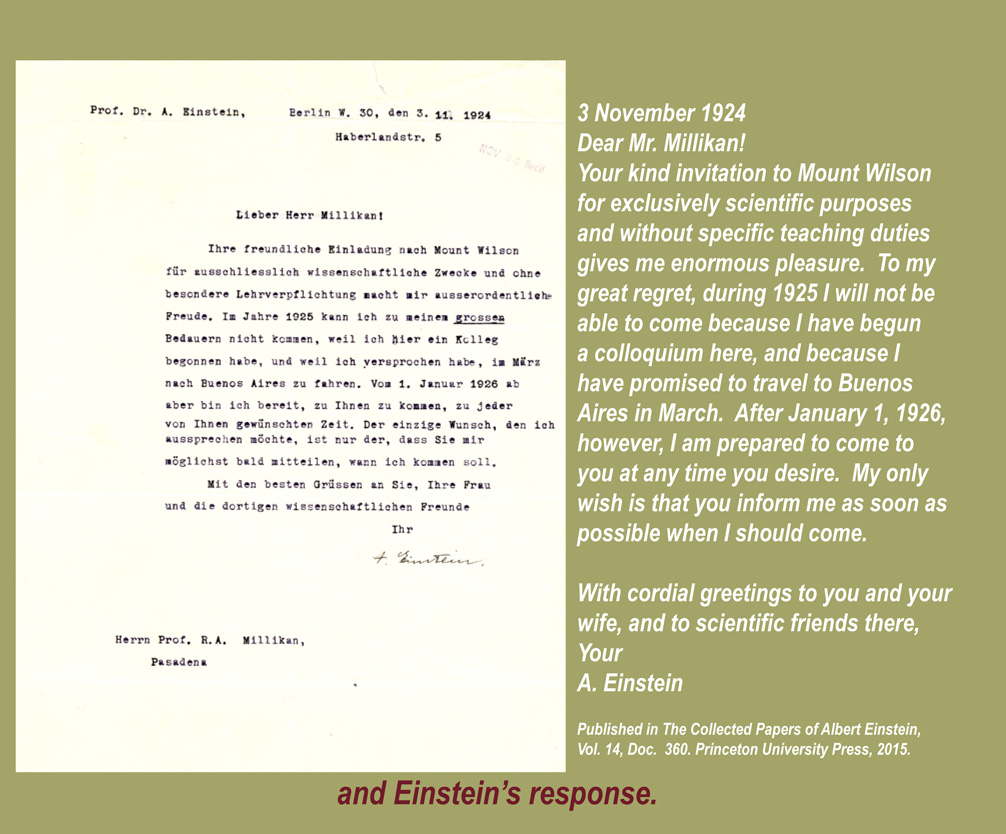 Prof. Dr. A. Einstein, Berlin W. 30, den 3. 11. 1924
Haberlandstr. 5
NOV Recd
Lieber Herr Millikan!
Ihre freundliche Einladung nach Mount Wilson
für ausschliesslich wissenschaftliche Zwecke und ohne
besondere Lehrverpflichtung macht mir ausserordentliche
Freude. Im Jahre 1925 kann ich zu meinem grossen
Bedauern nicht kommen, weil ich hier ein Kolleg
begonnen habe, und weil ich versprochen habe, im März
nach Buenos Aires zu fahren. Vom 1. Januar 1926 ab
aber bin ich bereit, zu Ihnen zu kommen, zu jeder
von Ihnen gewünschten Zeit. Der einzige Wunsch, den ich
aussprechen möchte, ist nur der, dass Sie mir
möglichst bald mitteilen, wann ich kommen soll.
Mit den besten Grüssen an Sie, Ihre Frau
und die dortigen wissenschaftlichen Freunde
Ihr
A. Einstein.
Herrn Prof. R.A. Millikan,
Pasadena
3 November 1924
Dear Mr. Millikan!
Your kind invitation to Mount Wilson
for exclusively scientific purposes
and without specific teaching duties
gives me enormous pleasure. To my
great regret, during 1925 I will not be
able to come because I have begun
a colloquium here, and because I
have promised to travel to Buenos
Aires in March. After January 1, 1926,
however, I am prepared to come to
you at any time you desire. My only
wish is that you inform me as soon as
possible when I should come.
With cordial greetings to you and your
wife, and to scientific friends there,
Your
A. Einstein
Published in The Collected Papers of Albert Einstein,
Vol. 14, Doc. 360. Princeton University Press, 2015.
and Einstein's response.